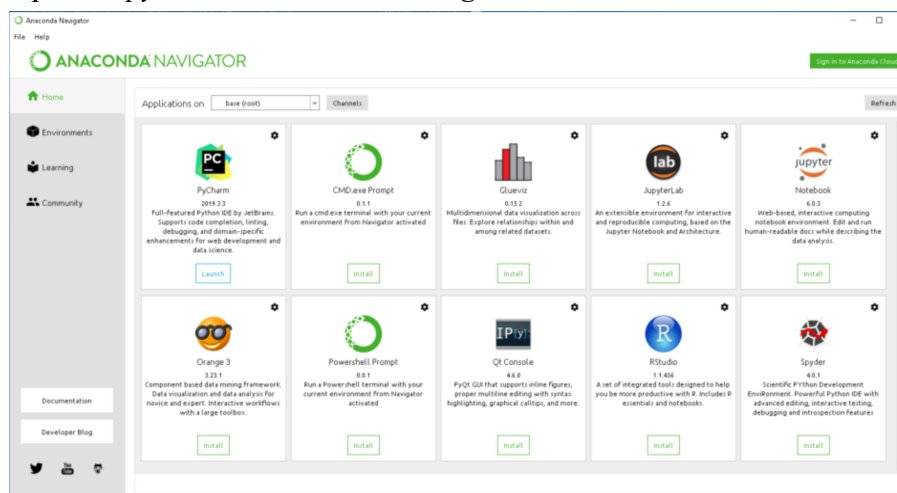 Anaconda Navigator
File Help
ANACONDA NAVIGATOR
Sign in to Anaconda Cloud
Home
Environments
Learning
Community
Documentation
Developer Blog
You
Tube
Applications on
base (root)
Channels
Refresh
PC
PyCharm
2019.3.3
Full-featured Python IDE by JetBrains.
Supports code completion, linting,
debugging, and domain-specific
enhancements for web development and
data science.
Launch
CMD.exe Prompt
0.1.1
Run a cmd.exe terminal with your current
environment from Navigator activated
Install
Glueviz
0.15.2
Multidimensional data visualization across
files. Explore relationships within and
among related datasets.
Install
lab
JupyterLab
1.2.6
An extensible environment for interactive
and reproducible computing, based on the
Jupyter Notebook and Architecture.
Install
jupyter
Notebook
6.0.3
Web-based, interactive computing
notebook environment. Edit and run
human-readable docs while describing the
data analysis.
Install
Orange 3
3.23.1
Component based data mining framework.
Data visualization and data analysis for
novice and expert. Interactive workflows
with a large toolbox.
Install
Powershell Prompt
0.0.1
Run a Powershell terminal with your
current environment from Navigator
activated
Install
IP[y]:
Qt Console
4.6.0
PyQt GUI that supports inline figures,
proper multiline editing with syntax
highlighting, graphical calltips, and more.
Install
R
RStudio
1.1.456
A set of integrated tools designed to help
you be more productive with R. Includes R
essentials and notebooks.
Install
Spyder
4.0.1
Scientific PYthon Development
EnviRonment. Powerful Python IDE with
advanced editing, interactive testing,
debugging and introspection features
Install